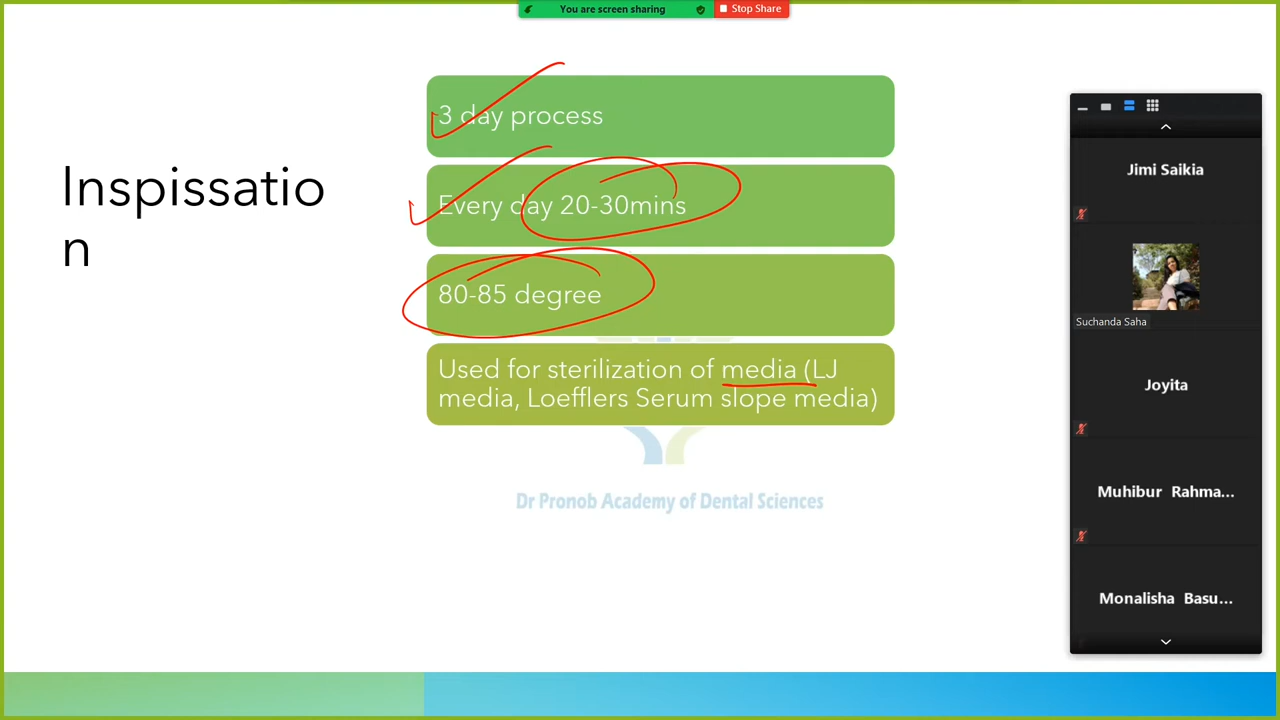 You are screen sharing
Stop Share
Inspissatio
n
3 day process
Every day 20-30mins
80-85 degree
Used for sterilization of media (LJ
media, Loefflers Serum slope media)
Dr Pronob Academy of Dental Sciences
Jimi Saikia
Suchanda Saha
Joyita
Muhibur Rahma...
Monalisha Basu...